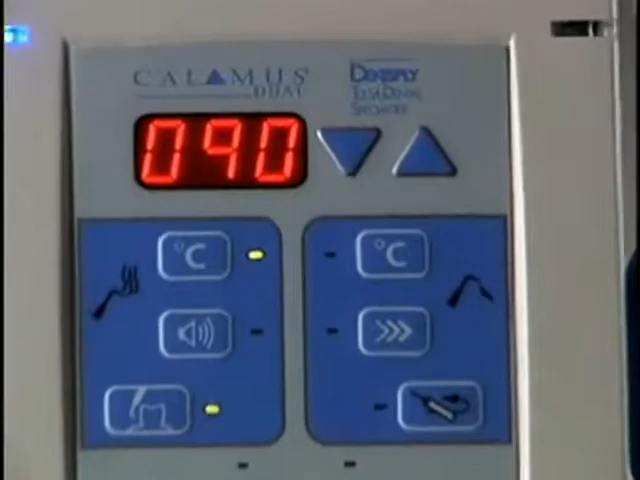 CALAMUS
DUAL
DENTSPLY
TULSA DENTAL
SPECIALTIES
090
°C
°C